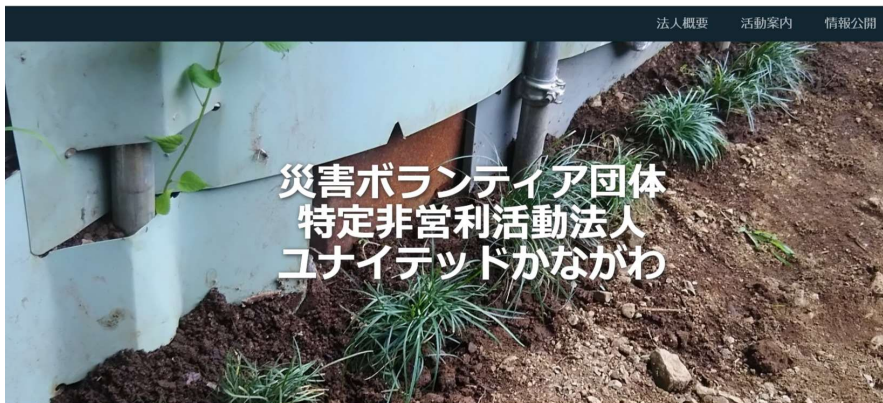 法人概要 活動案内 情報公開
災害ボランティア団体
特定非営利活動法人
ユナイテッドかながわ